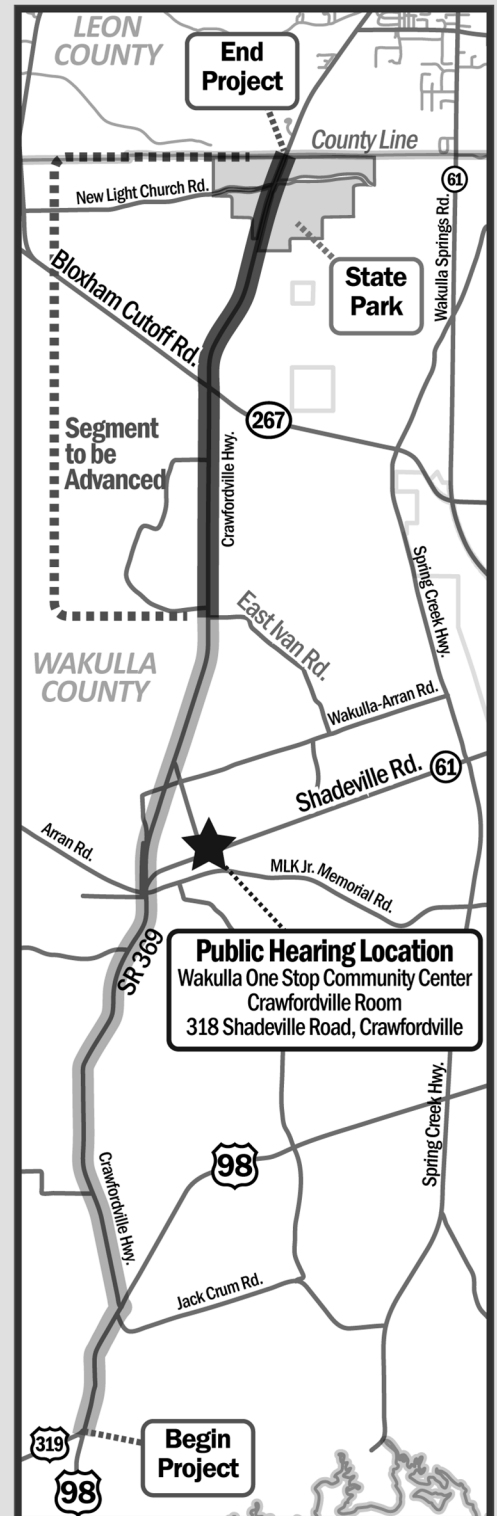 LEON
COUNTY
End
Project
County Line
61
New Light Church Rd.
Wakulla Springs Rd.
Bloxham Cutoff Rd.
State
Park
267
Segment
to be
Advanced
Crawfordville Hwy.
Spring Creek Hwy.
East Ivan Rd.
WAKULLA
COUNTY
Wakulla-Arran Rd.
Shadeville Rd.
61
Arran Rd.
MLK Jr. Memorial Rd.
SR 369
Public Hearing Location
Wakulla One Stop Community Center
Crawfordville Room
318 Shadeville Road, Crawfordville
Spring Creek Hwy.
98
Crawfordville Hwy.
Jack Crum Rd.
319
Begin
Project
98